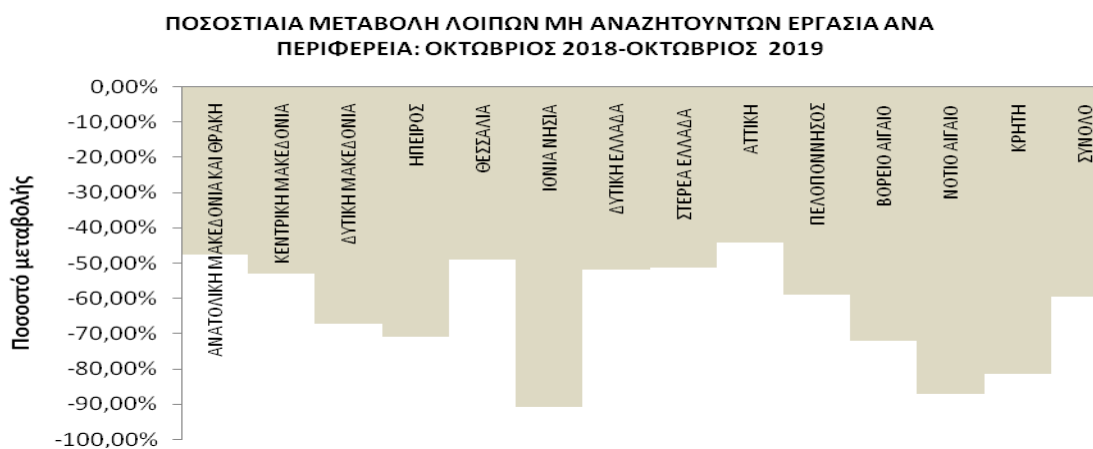 ΠΟΣΟΣΤΙΑΙΑ ΜΕΤΑΒΟΛΗ ΛΟΙΠΩΝ ΜΗ ΑΝΑΖΗΤΟΥΝΤΩΝ ΕΡΓΑΣΙΑ ΑΝΑ
ΠΕΡΙΦΕΡΕΙΑ: ΟΚΤΩΒΡΙΟΣ 2018-ΟΚΤΩΒΡΙΟΣ 2019
Ποσοστό μεταβολής
0,00%
-10,00%
-20,00%
-30,00%
-40,00%
-50,00%
-60,00%
-70,00%
-80,00%
-90,00%
-100,00%
ΑΝΑΤΟΛΙΚΗ ΜΑΚΕΔΟΝΙΑ ΚΑΙ ΘΡΑΚΗ
ΚΕΝΤΡΙΚΗ ΜΑΚΕΔΟΝΙΑ
ΔΥΤΙΚΗ ΜΑΚΕΔΟΝΙΑ
ΗΠΕΙΡΟΣ
ΘΕΣΣΑΛΙΑ
ΙΟΝΙΑ ΝΗΣΙΑ
ΔΥΤΙΚΗ ΕΛΛΑΔΑ
ΣΤΕΡΕΑ ΕΛΛΑΔΑ
ΑΤΤΙΚΗ
ΠΕΛΟΠΟΝΝΗΣΟΣ
ΒΟΡΕΙΟ ΑΙΓΑΙΟ
ΝΟΤΙΟ ΑΙΓΑΙΟ
ΚΡΗΤΗ
ΣΥΝΟΛΟ